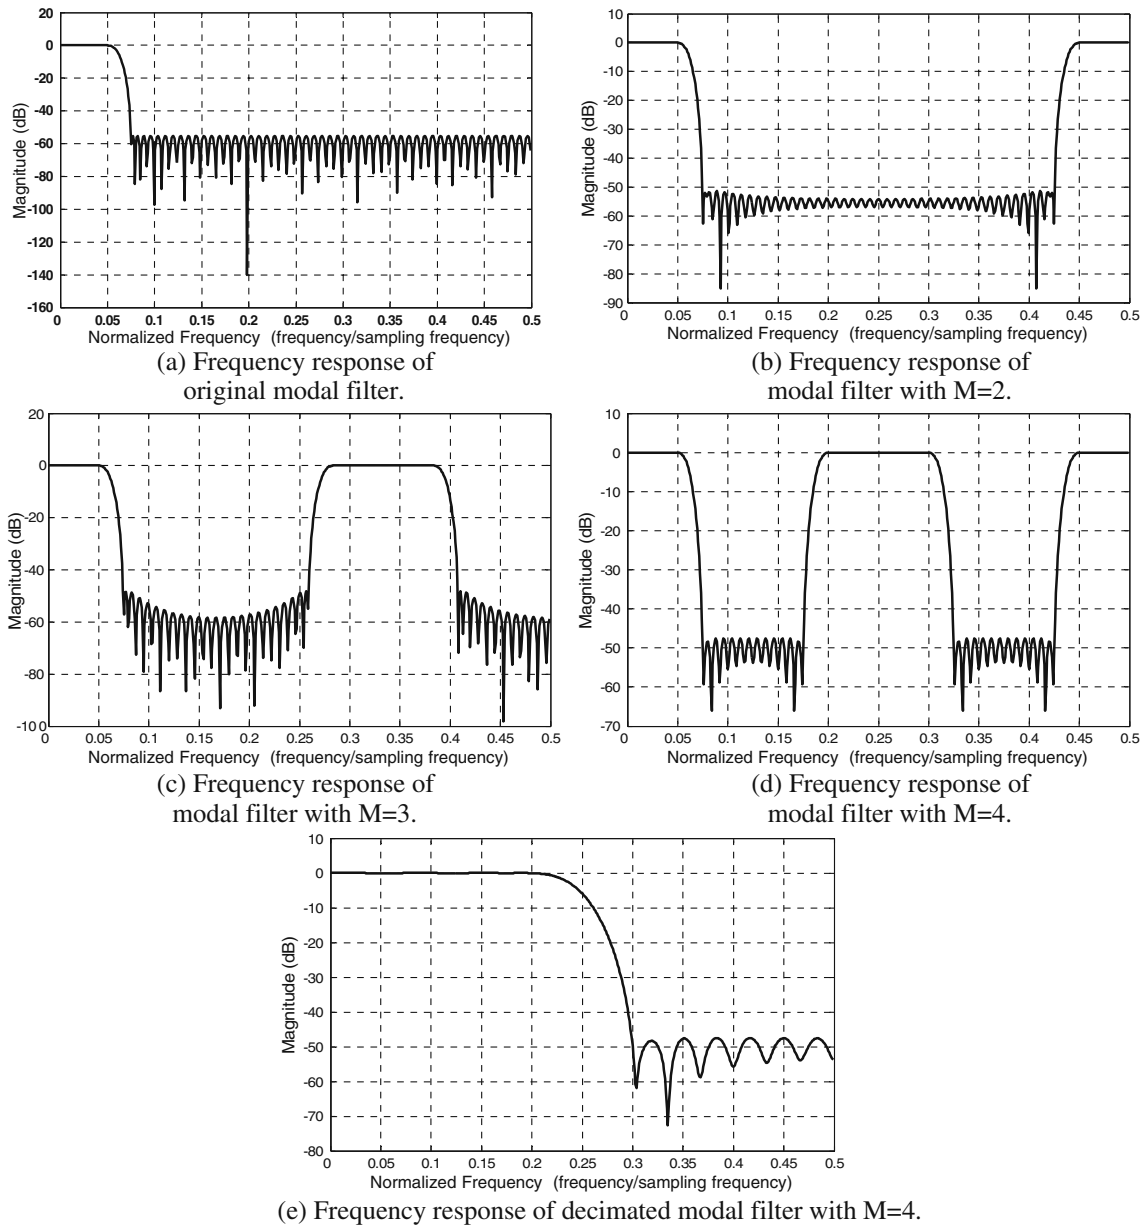 20
0
-20
-40
-60
-80
-100
-120
-140
-160
Magnitude (dB)
0 0.05 0.1 0.15 0.2 0.25 0.3 0.35 0.4 0.45 0.5
Normalized Frequency (frequency/sampling frequency)
(a) Frequency response of
original modal filter.
10
0
-10
-20
-30
-40
-50
-60
-70
-80
-90
Magnitude (dB)
0 0.05 0.1 0.15 0.2 0.25 0.3 0.35 0.4 0.45 0.5
Normalized Frequency (frequency/sampling frequency)
(b) Frequency response of
modal filter with M=2.
20
0
-20
-40
-60
-80
-100
Magnitude (dB)
0 0.05 0.1 0.15 0.2 0.25 0.3 0.35 0.4 0.45 0.5
Normalized Frequency (frequency/sampling frequency)
(c) Frequency response of
modal filter with M=3.
10
0
-10
-20
-30
-40
-50
-60
-70
Magnitude (dB)
0 0.05 0.1 0.15 0.2 0.25 0.3 0.35 0.4 0.45 0.5
Normalized Frequency (frequency/sampling frequency)
(d) Frequency response of
modal filter with M=4.
10
0
-10
-20
-30
-40
-50
-60
-70
-80
Magnitude (dB)
0 0.05 0.1 0.15 0.2 0.25 0.3 0.35 0.4 0.45 0.5
Normalized Frequency (frequency/sampling frequency)
(e) Frequency response of decimated modal filter with M=4.